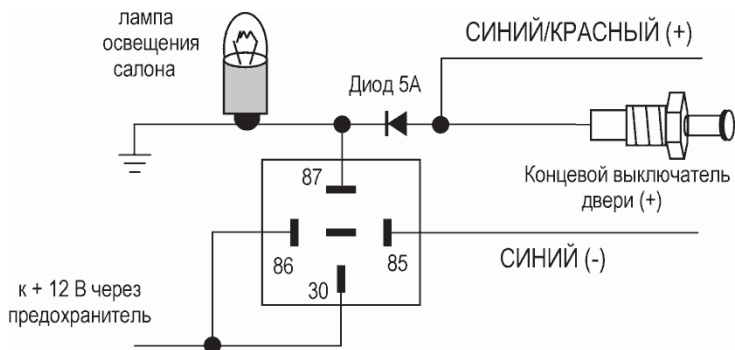 лампа
освещения
салона
СИНИЙ/КРАСНЫЙ (+)
Диод 5А
Концевой выключатель
двери (+)
87
86
85
30
СИНИЙ (-)
к + 12 В через
предохранитель